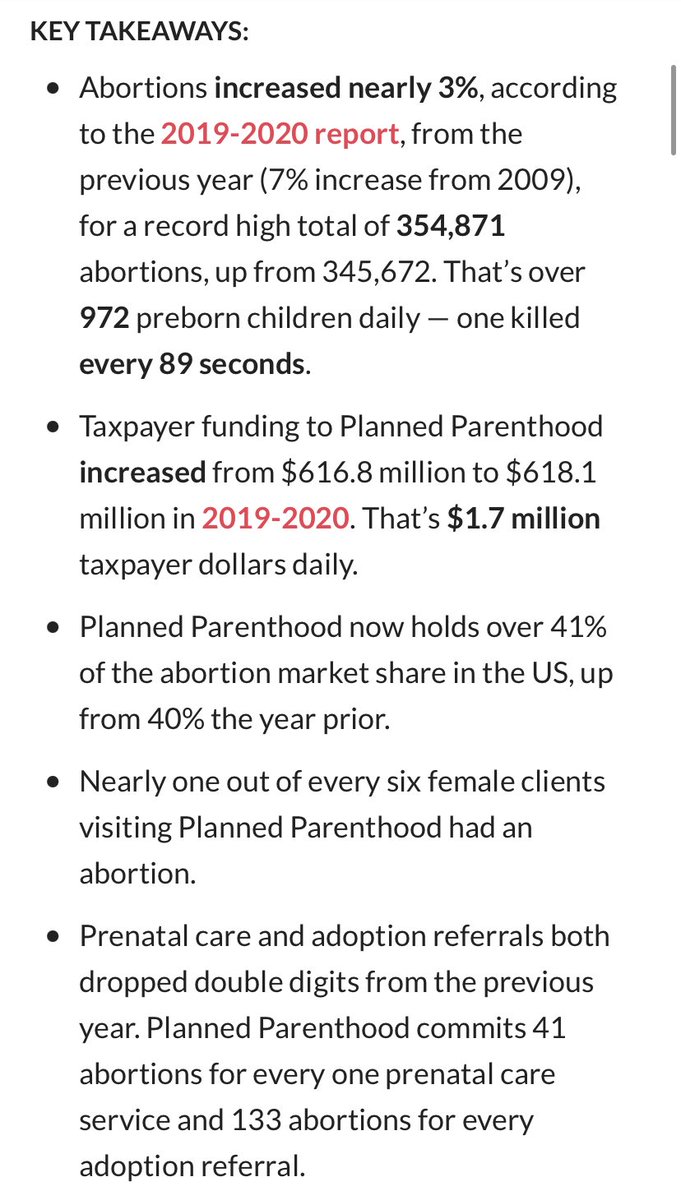 KEY TAKEAWAYS:
• Abortions increased nearly 3%, according
to the 2019-2020 report, from the
previous year (7% increase from 2009),
for a record high total of 354,871
abortions, up from 345,672. That’s over
972 preborn children daily — one killed
every 89 seconds.
• Taxpayer funding to Planned Parenthood
increased from $616.8 million to $618.1
million in 2019-2020. That’s $1.7 million
taxpayer dollars daily.
• Planned Parenthood now holds over 41%
of the abortion market share in the US, up
from 40% the year prior.
• Nearly one out of every six female clients
visiting Planned Parenthood had an
abortion.
• Prenatal care and adoption referrals both
dropped double digits from the previous
year. Planned Parenthood commits 41
abortions for every one prenatal care
service and 133 abortions for every
adoption referral.